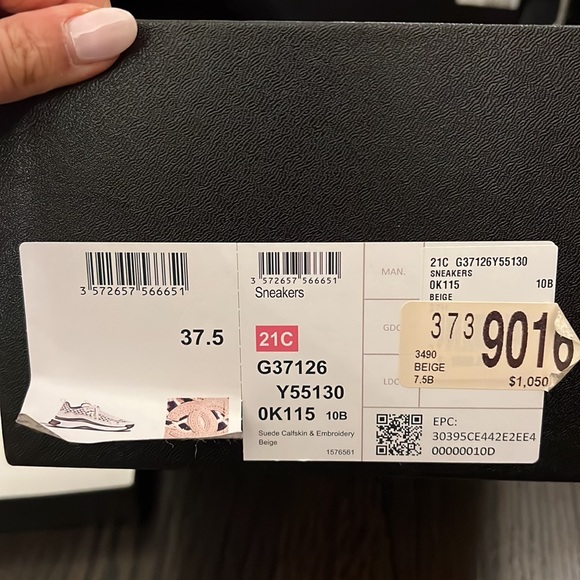 3 572657 566651
37.5
3 572657 566651
Sneakers
21C
G37126
Y55130
0K115 10B
Suede Calfskin & Embroidery
Beige
1576561
MAN.
GDC
LDC
21C G37126Y55130
SNEAKERS
0K115 10B
BEIGE
373 9016
3490
BEIGE
7.5B
$1,050
EPC:
30395CE442E2EE4
00000010D